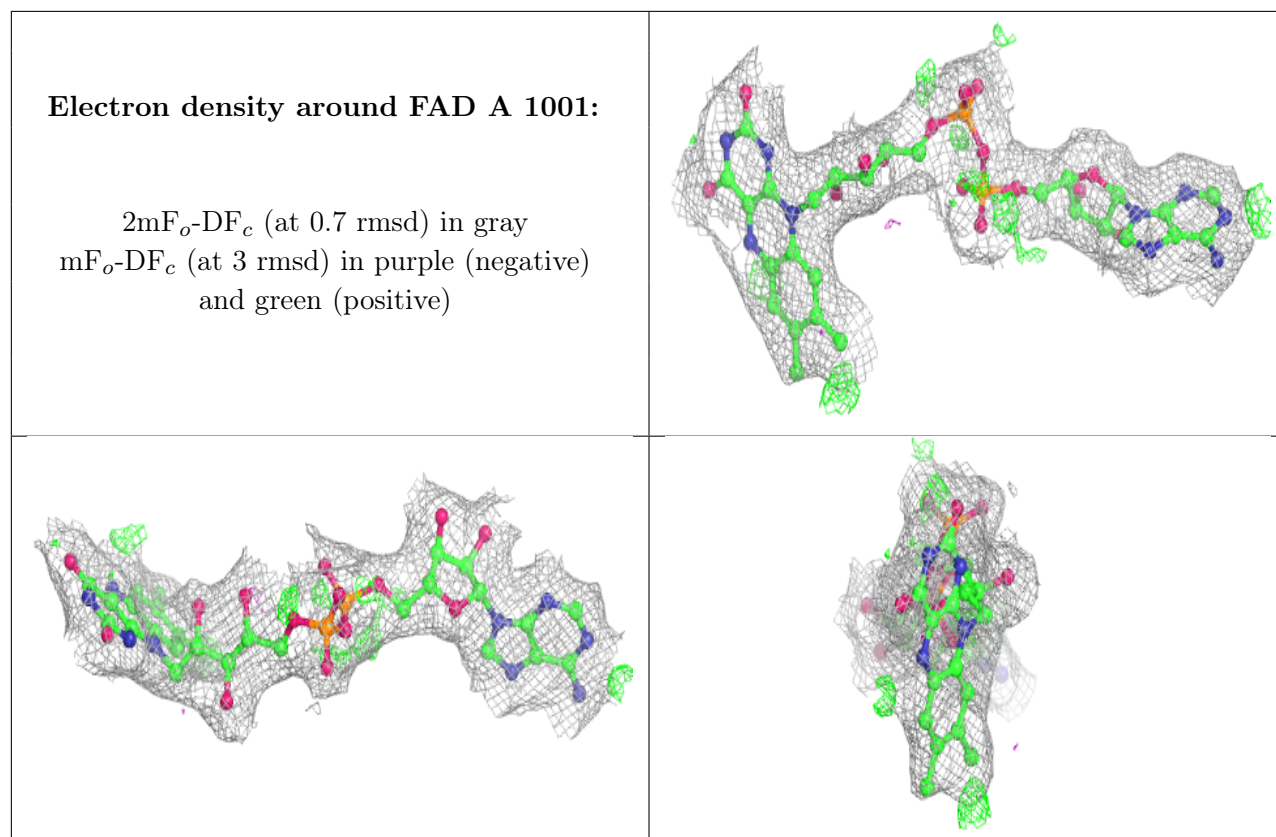 Electron density around FAD A 1001:
2mFo-DFc (at 0.7 rmsd) in gray
mFo-DFc (at 3 rmsd) in purple (negative)
and green (positive)